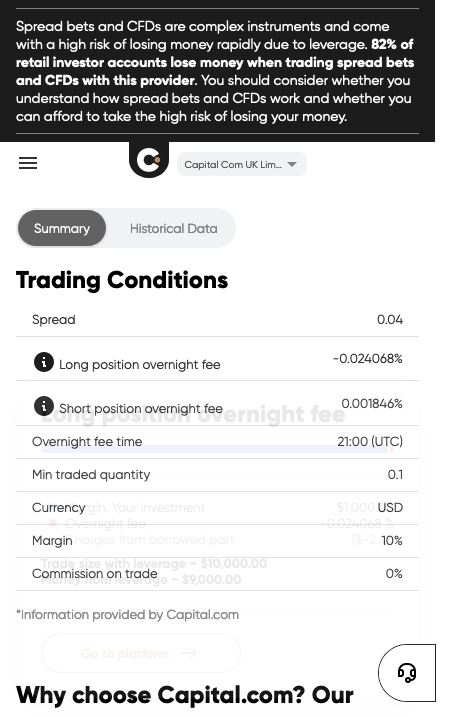 Spread bets and CFDs are complex instruments and come
with a high risk of losing money rapidly due to leverage. 82% of
retail investor accounts lose money when trading spread bets
and CFDs with this provider. You should consider whether you
understand how spread bets and CFDs work and whether you
can afford to take the high risk of losing your money.
Capital Com UK Lim...
Summary
Historical Data
Trading Conditions
Spread 0.04
Long position overnight fee -0.024068%
Short position overnight fee 0.001846%
Long position overnight fee
Overnight fee time 21:00 (UTC)
Min traded quantity 0.1
Margin. Your investment
Currency USD
Overnight fee -0.024068 %
Charges from borrowed part
Margin 10%
Trade size with leverage ~ $10,000.00
Commission on trade 0%
Money from leverage ~ $9,000.00
*Information provided by Capital.com
Go to platform
Why choose Capital.com? Our